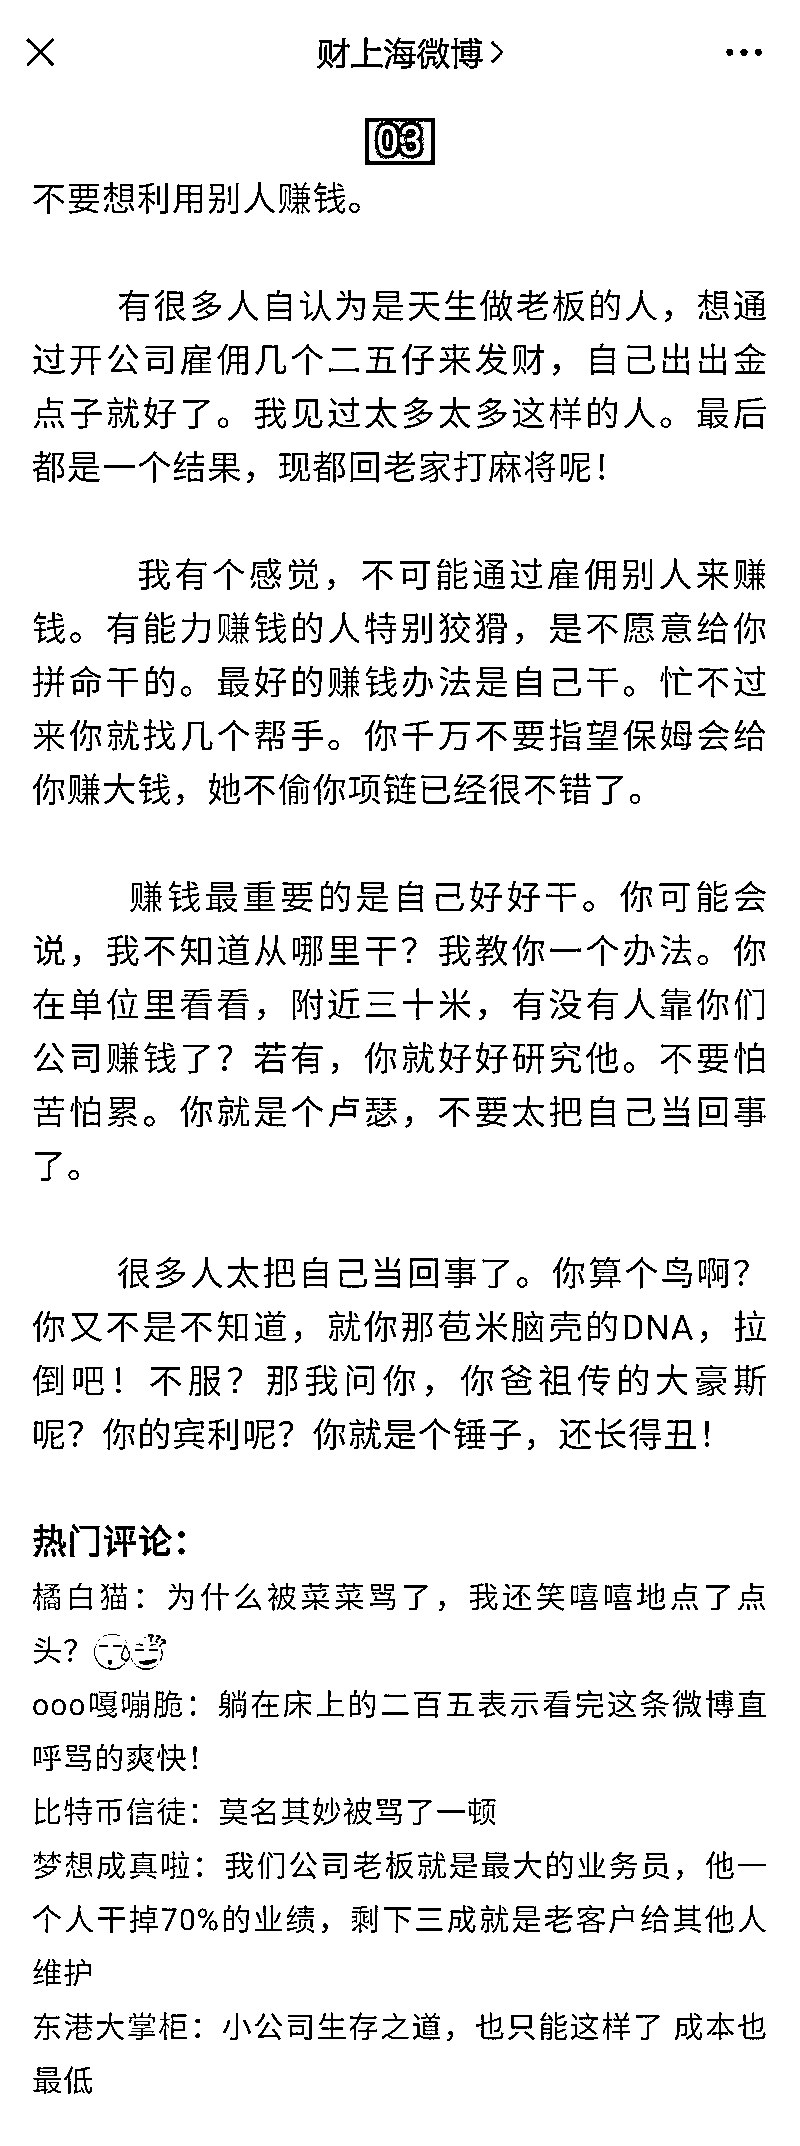 财上海微博>
03
不要想利用别人赚钱。
有很多人自认为是天生做老板的人，想通
过开公司雇佣几个二五仔来发财，自己出出金
点子就好了。我见过太多太多这样的人。最后
都是一个结果，现都回老家打麻将呢！
我有个感觉，不可能通过雇佣别人来赚
钱。有能力赚钱的人特别狡猾，是不愿意给你
拼命干的。最好的赚钱办法是自己干。忙不过
来你就找几个帮手。你千万不要指望保姆会给
你赚大钱，她不偷你项链已经很不错了。
赚钱最重要的是自己好好干。你可能会
说，我不知道从哪里干？我教你一个办法。你
在单位里看看，附近三十米，有没有人靠你们
公司赚钱了？若有，你就好好研究他。不要怕
苦怕累。你就是个卢瑟，不要太把自己当回事
了。
很多人太把自己当回事了。你算个鸟啊？
你又不是不知道，就你那苞米脑壳的DNA，拉
倒吧！不服？那我问你，你爸祖传的大豪斯
呢？你的宾利呢？你就是个锤子，还长得丑！
热门评论：
橘白猫：为什么被菜菜骂了，我还笑嘻嘻地点了点
头？
ooo嘎嘣脆：躺在床上的二百五表示看完这条微博直
呼骂的爽快！
比特币信徒：莫名其妙被骂了一顿
梦想成真啦：我们公司老板就是最大的业务员，他一
个人干掉70%的业绩，剩下三成就是老客户给其他人
维护
东港大掌柜：小公司生存之道，也只能这样了 成本也
最低